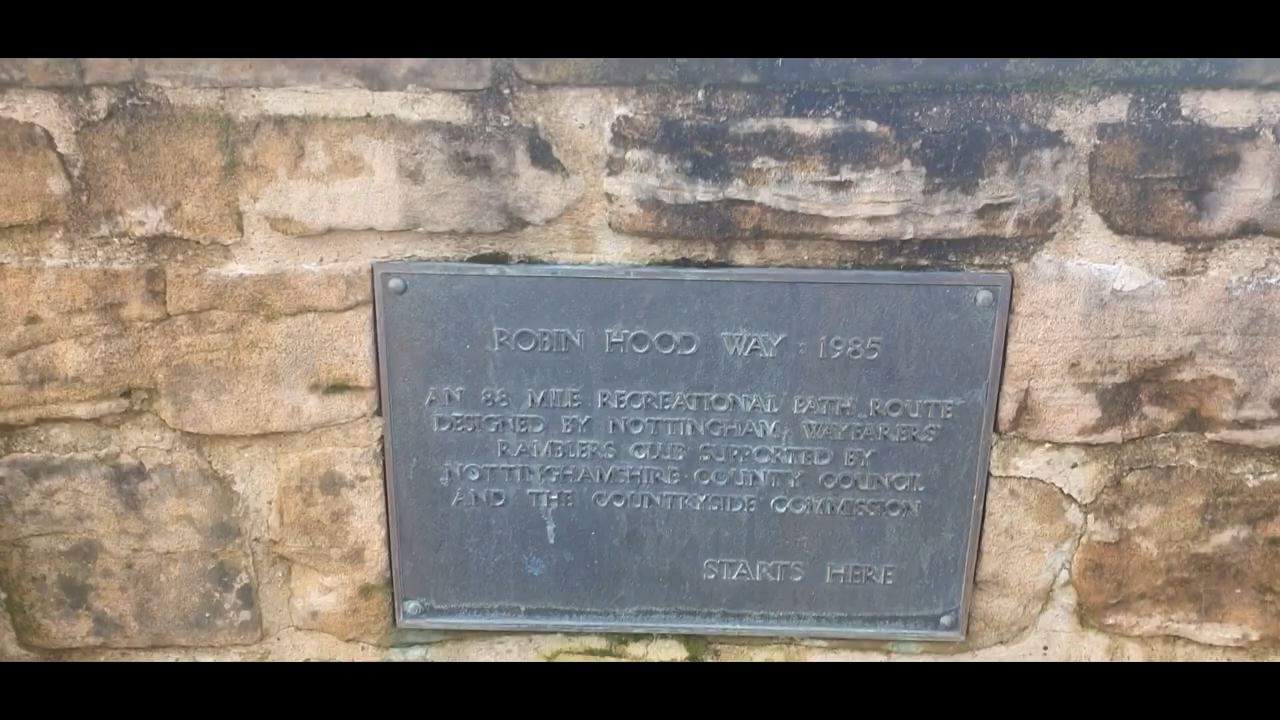 ROBIN HOOD WAY : 1985
AN 88 MILE RECREATIONAL PATH ROUTE
DESIGNED BY NOTTINGHAM WAYFARERS'
RAMBLERS CLUB SUPPORTED BY
NOTTINGHAMSHIRE COUNTY COUNCIL
AND THE COUNTRYSIDE COMMISSION
STARTS HERE